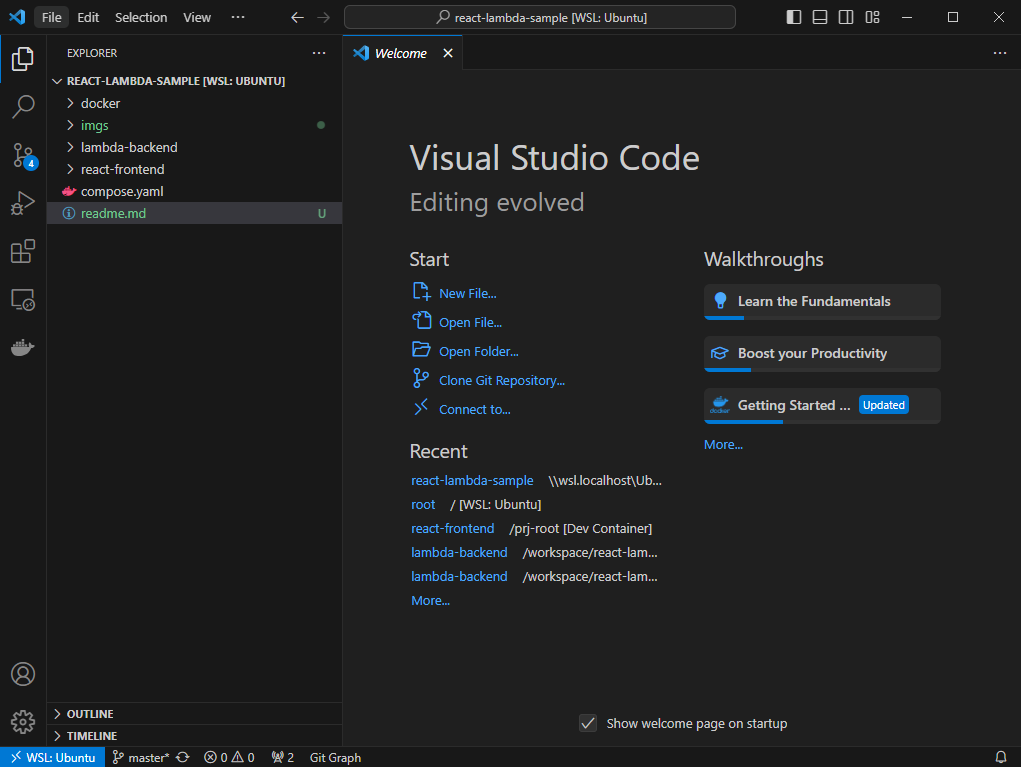 File Edit Selection View ··· react-lambda-sample [WSL: Ubuntu]
EXPLORER ···
REACT-LAMBDA-SAMPLE [WSL: UBUNTU]
docker
imgs
lambda-backend
react-frontend
compose.yaml
readme.md U
4
OUTLINE
TIMELINE
Welcome
Visual Studio Code
Editing evolved
Start
New File...
Open File...
Open Folder...
Clone Git Repository...
Connect to...
Recent
react-lambda-sample \\wsl.localhost\Ub...
root / [WSL: Ubuntu]
react-frontend /prj-root [Dev Container]
lambda-backend /workspace/react-lam...
lambda-backend /workspace/react-lam...
More...
Walkthroughs
Learn the Fundamentals
Boost your Productivity
docker Getting Started ... Updated
More...
Show welcome page on startup
WSL: Ubuntu master* 0 0 2 Git Graph